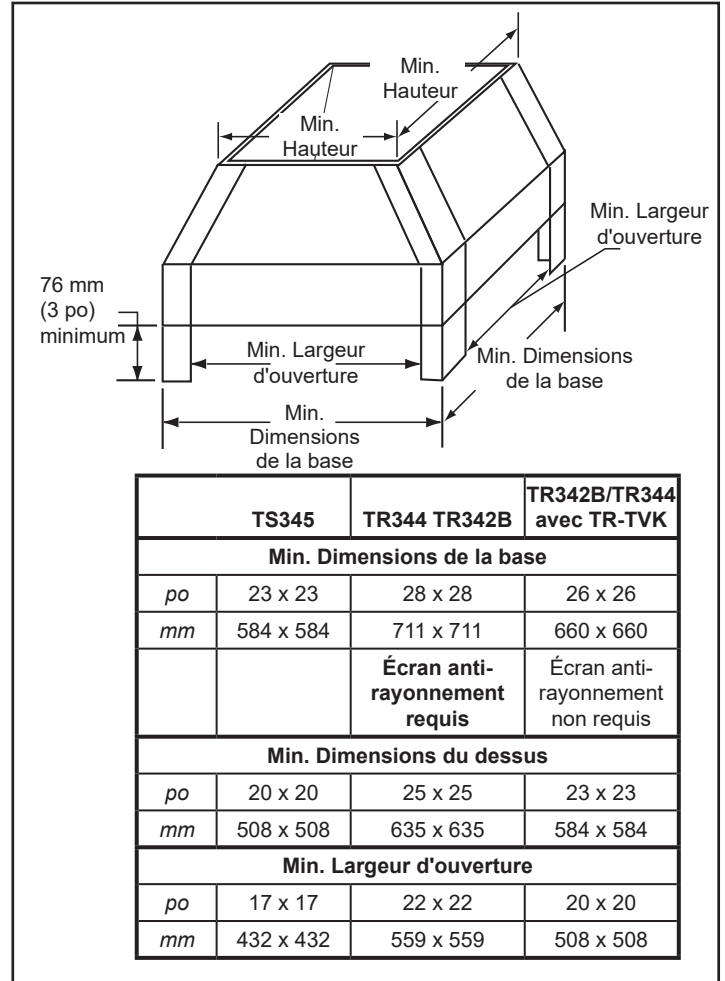 Min.
Hauteur
Min.
Hauteur
Min. Largeur
d'ouverture
76 mm
(3 po)
minimum
Min. Largeur
d'ouverture
Min. Dimensions
de la base
Min.
Dimensions
de la base
TS345 TR344 TR342B TR342B/TR344
avec TR-TVK
Min. Dimensions de la base
po 23 x 23 28 x 28 26 x 26
mm 584 x 584 711 x 711 660 x 660
Écran anti-
rayonnement
requis
Écran anti-
rayonnement
non requis
Min. Dimensions du dessus
po 20 x 20 25 x 25 23 x 23
mm 508 x 508 635 x 635 584 x 584
Min. Largeur d'ouverture
po 17 x 17 22 x 22 20 x 20
mm 432 x 432 559 x 559 508 x 508